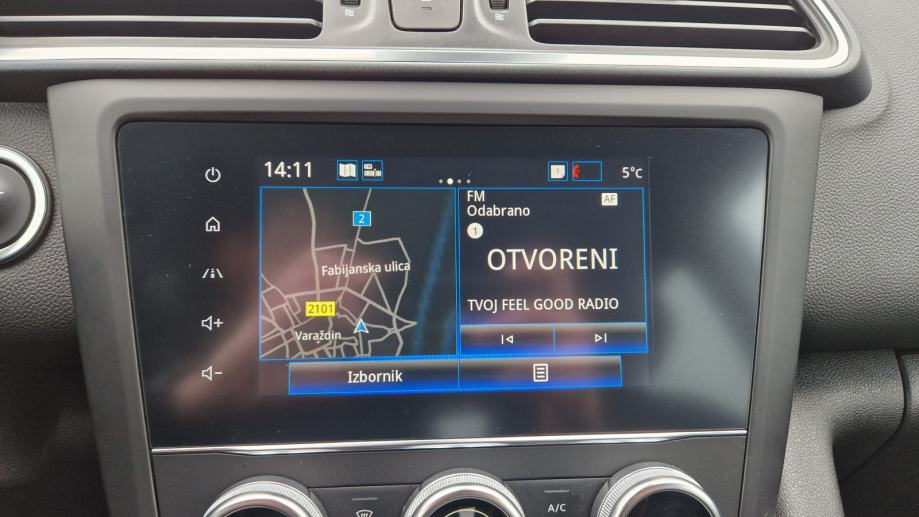 14:11
5°C
2
Fabijanska ulica
2101
Varaždin
FM
AF
Odabrano
1
OTVORENI
TVOJ FEEL GOOD RADIO
Izbornik
A/C